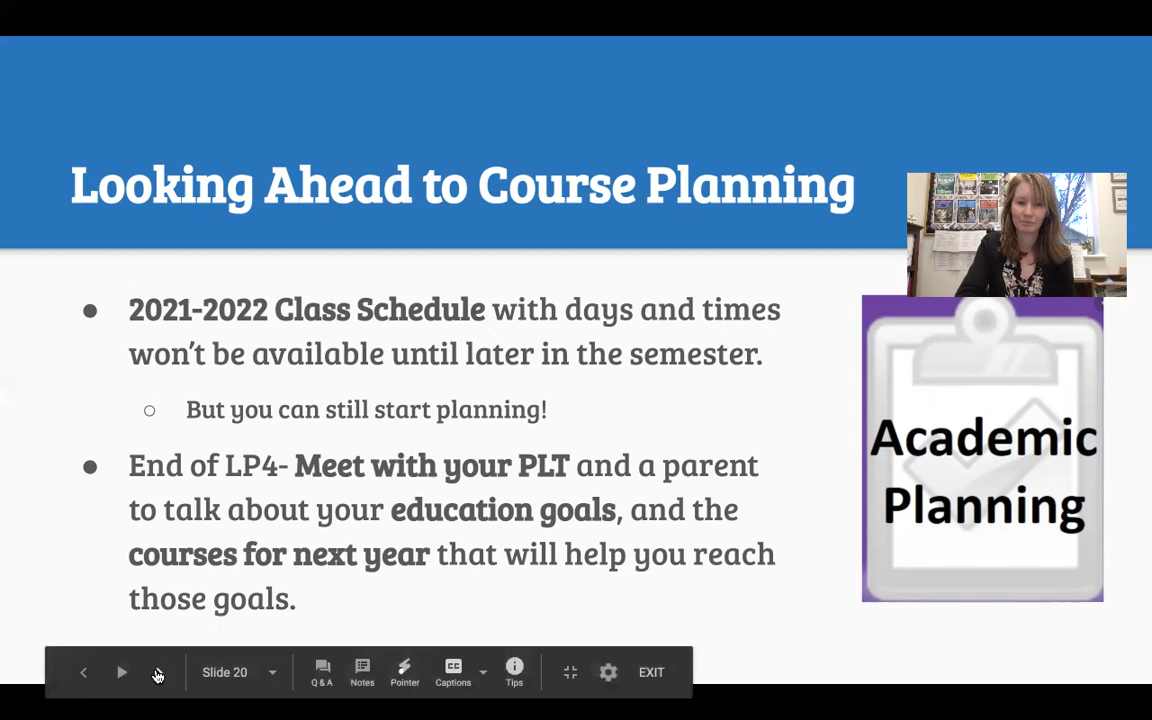 Looking Ahead to Course Planning
2021-2022 Class Schedule with days and times
won't be available until later in the semester.
But you can still start planning!
End of LP4- Meet with your PLT and a parent
to talk about your education goals, and the
courses for next year that will help you reach
those goals.
Academic
Planning
Slide 20
Q & A
Notes
Pointer
CC
Captions
Tips
EXIT